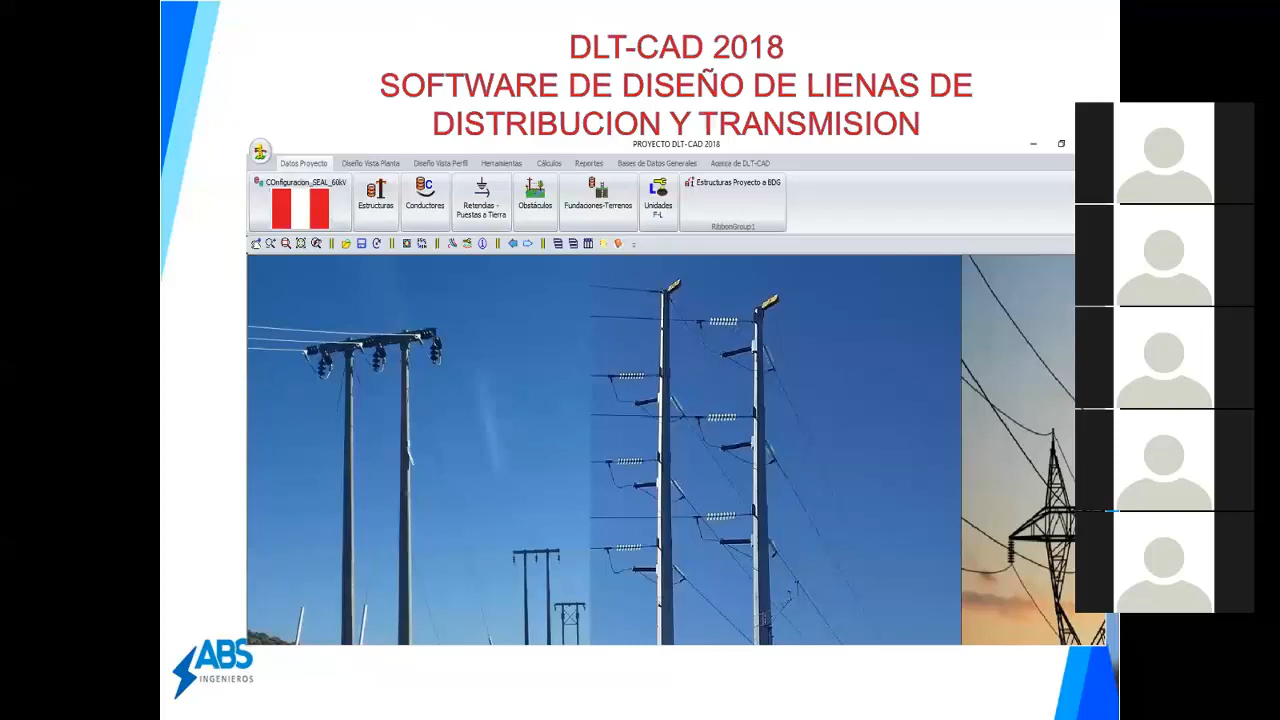 DLT-CAD 2018
SOFTWARE DE DISEÑO DE LIENAS DE
DISTRIBUCION Y TRANSMISION
PROYECTO DLT- CAD 2018
Datos Proyecto Diseño Vista Planta Diseño Vista Perfil Herramientas Cálculos Reportes Bases de Datos Generales Acerca de DLT-CAD
COnfiguracion_SEAL_60kV
Estructuras
Conductores
Retendias -
Puestas a Tierra
Obstáculos
Fundaciones-Terrenos
Unidades
F-L
Estructuras Proyecto a BDG
RibbonGroup1
ABS
INGENIEROS